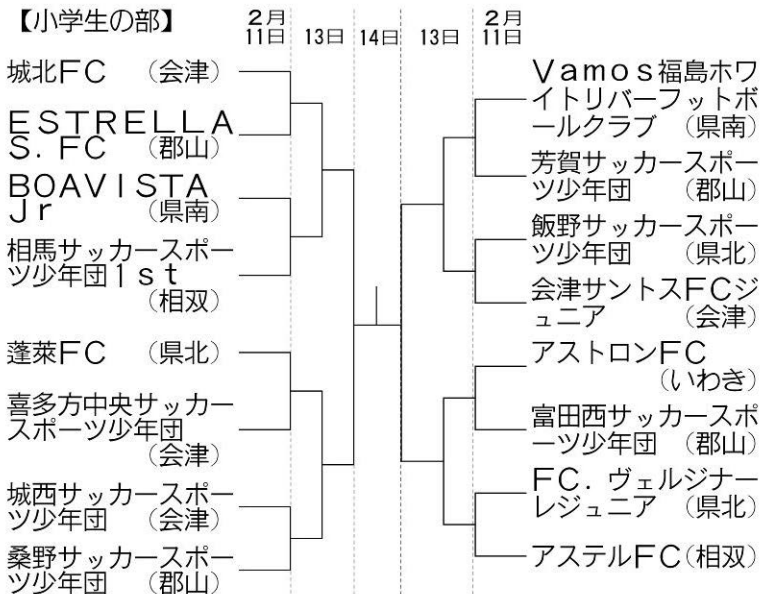 【小学生の部】
2月
11日
13日
14日
13日
2月
11日
城北FC （会津）
ESTRELLA
S. FC （郡山）
BOAVISTA
Jr （県南）
相馬サッカースポー
ツ少年団1st
（相双）
蓬萊FC （県北）
喜多方中央サッカー
スポーツ少年団
（会津）
城西サッカースポー
ツ少年団 （会津）
桑野サッカースポー
ツ少年団 （郡山）
Vamos福島ホワ
イトリバーフットボ
ールクラブ （県南）
芳賀サッカースポー
ツ少年団 （郡山）
飯野サッカースポー
ツ少年団 （県北）
会津サントスFCジ
ュニア （会津）
アストロンFC
（いわき）
富田西サッカースポ
ーツ少年団 （郡山）
FC. ヴェルジナー
レジュニア （県北）
アステルFC（相双）